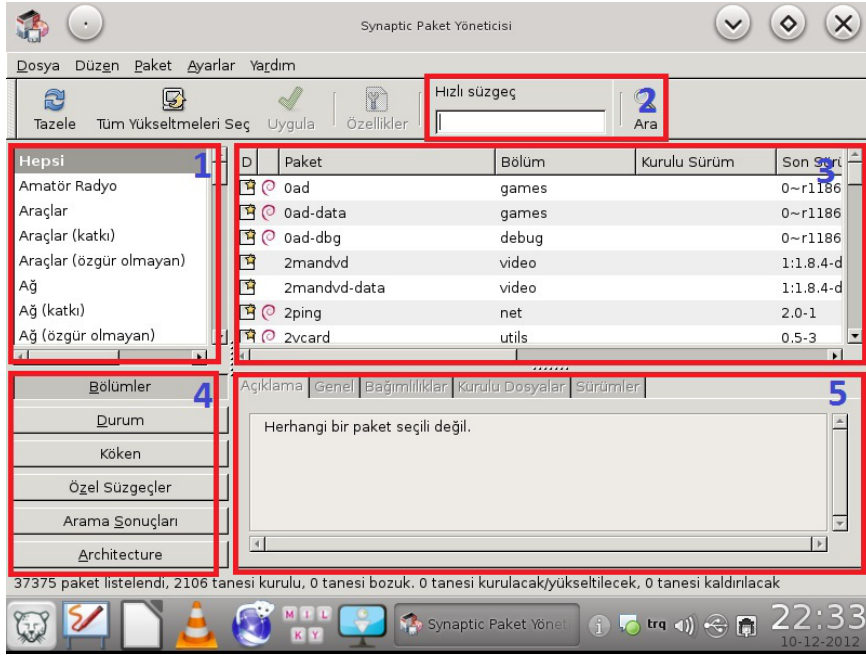 Synaptic Paket Yöneticisi
Dosya Düzen Paket Ayarlar Yardım
Hızlı süzgeç
2
Tazele Tüm Yükseltmeleri Seç Uygula Özellikler Ara
1
3
Hepsi
Amatör Radyo
Araçlar
Araçlar (katkı)
Araçlar (özgür olmayan)
Ağ
Ağ (katkı)
Ağ (özgür olmayan)
D Paket Bölüm Kurulu Sürüm Son Sürü
0ad games 0~r1186
0ad-data games 0~r1186
0ad-dbg debug 0~r1186
2mandvd video 1:1.8.4-d
2mandvd-data video 1:1.8.4-d
2ping net 2.0-1
2vcard utils 0.5-3
4
Bölümler
Durum
Köken
Özel Süzgeçler
Arama Sonuçları
Architecture
5
Açıklama Genel Bağımlılıklar Kurulu Dosyalar Sürümler
Herhangi bir paket seçili değil.
37375 paket listelendi, 2106 tanesi kurulu, 0 tanesi bozuk. 0 tanesi kurulacak/yükseltilecek, 0 tanesi kaldırılacak
M I L
K Y
Synaptic Paket Yönet
trq
22:33
10-12-2012